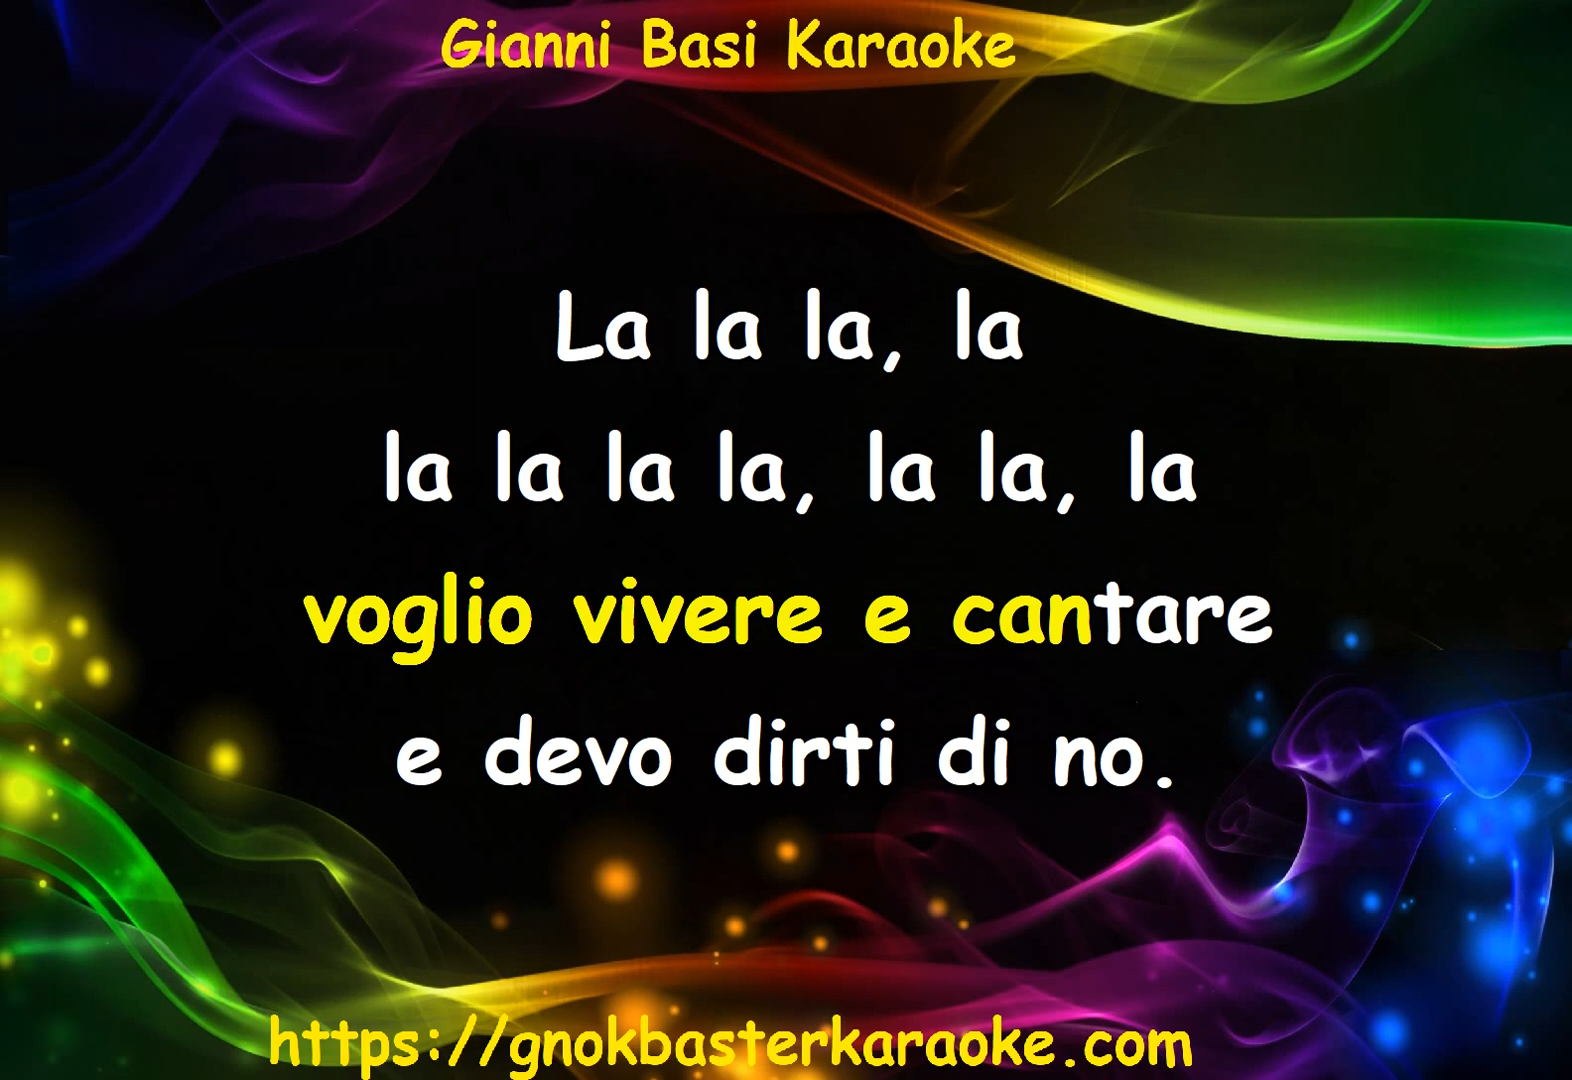 Gianni Basi Karaoke
La la la, la
la la la la, la la, la
voglio vivere e cantare
e devo dirti di no.
https://gnokbasterkaraoke.com